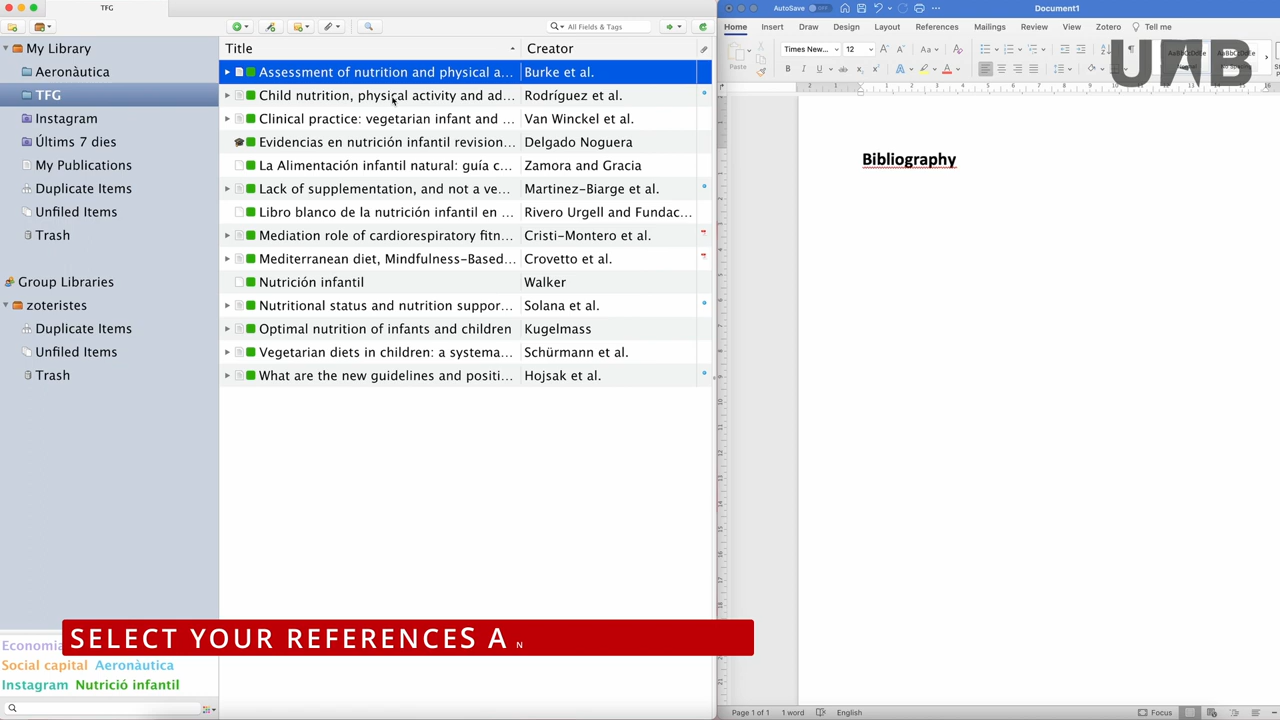 TFG
AutoSave
Document1
Home Insert Draw Design Layout References Mailings Review View Zotero Tell me
All Fields & Tags
Times New... 12
Paste
UAB
My Library
Aeronàutica
TFG
Instagram
Últims 7 dies
My Publications
Duplicate Items
Unfiled Items
Trash
Group Libraries
zoteristes
Duplicate Items
Unfiled Items
Trash
Title Creator
Assessment of nutrition and physical a... Burke et al.
Child nutrition, physical activity and ad... Rodríguez et al.
Clinical practice: vegetarian infant and ... Van Winckel et al.
Evidencias en nutrición infantil revision... Delgado Noguera
La Alimentación infantil natural: guía c... Zamora and Gracia
Lack of supplementation, and not a ve... Martinez-Biarge et al.
Libro blanco de la nutrición infantil en ... Rivero Urgell and Fundac...
Mediation role of cardiorespiratory fitn... Cristi-Montero et al.
Mediterranean diet, Mindfulness-Based... Crovetto et al.
Nutrición infantil Walker
Nutritional status and nutrition suppor... Solana et al.
Optimal nutrition of infants and children Kugelmass
Vegetarian diets in children: a systema... Schürmann et al.
What are the new guidelines and positi... Hojsak et al.
Bibliography
SELECT YOUR REFERENCES A N
Economia
Social capital Aeronàutica
Instagram Nutrició infantil
Page 1 of 1 1 word English Focus